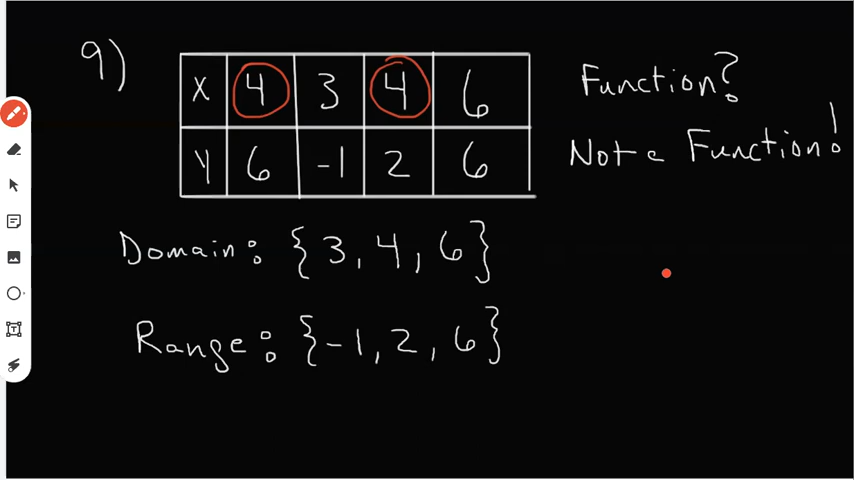 9)
x 4 3 4 6
y 6 -1 2 6
Function?
Not a Function!
Domain: {3, 4, 6}
Range: {-1, 2, 6}